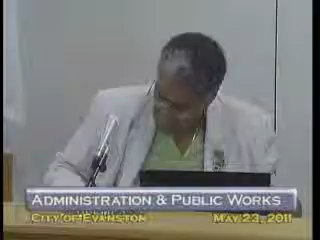 Administration & Public Works
City of Evanston May 23, 2011